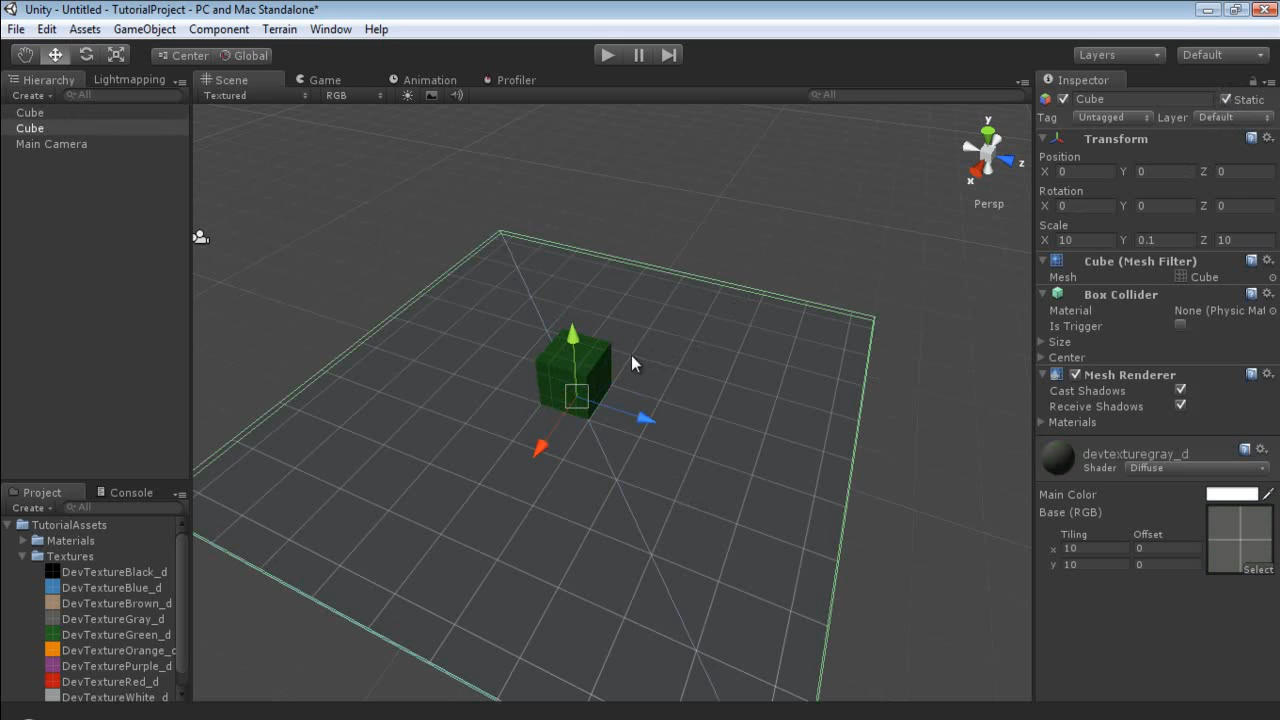 Unity - Untitled - TutorialProject - PC and Mac Standalone*
File Edit Assets GameObject Component Terrain Window Help
Center Global Layers Default
Hierarchy Lightmapping
Create All
Cube
Cube
Main Camera
Scene Game Animation Profiler
Textured RGB All
y
z
x
Persp
Project Console
Create All
TutorialAssets
Materials
Textures
DevTextureBlack_d
DevTextureBlue_d
DevTextureBrown_d
DevTextureGray_d
DevTextureGreen_d
DevTextureOrange_d
DevTexturePurple_d
DevTextureRed_d
DevTextureWhite_d
Inspector
Cube Static
Tag Untagged Layer Default
Transform
Position
X 0 Y 0 Z 0
Rotation
X 0 Y 0 Z 0
Scale
X 10 Y 0.1 Z 10
Cube (Mesh Filter)
Mesh Cube
Box Collider
Material None (Physic Mat
Is Trigger
Size
Center
Mesh Renderer
Cast Shadows
Receive Shadows
Materials
devtexturegray_d
Shader Diffuse
Main Color
Base (RGB)
Tiling Offset
x 10 0
y 10 0
Select